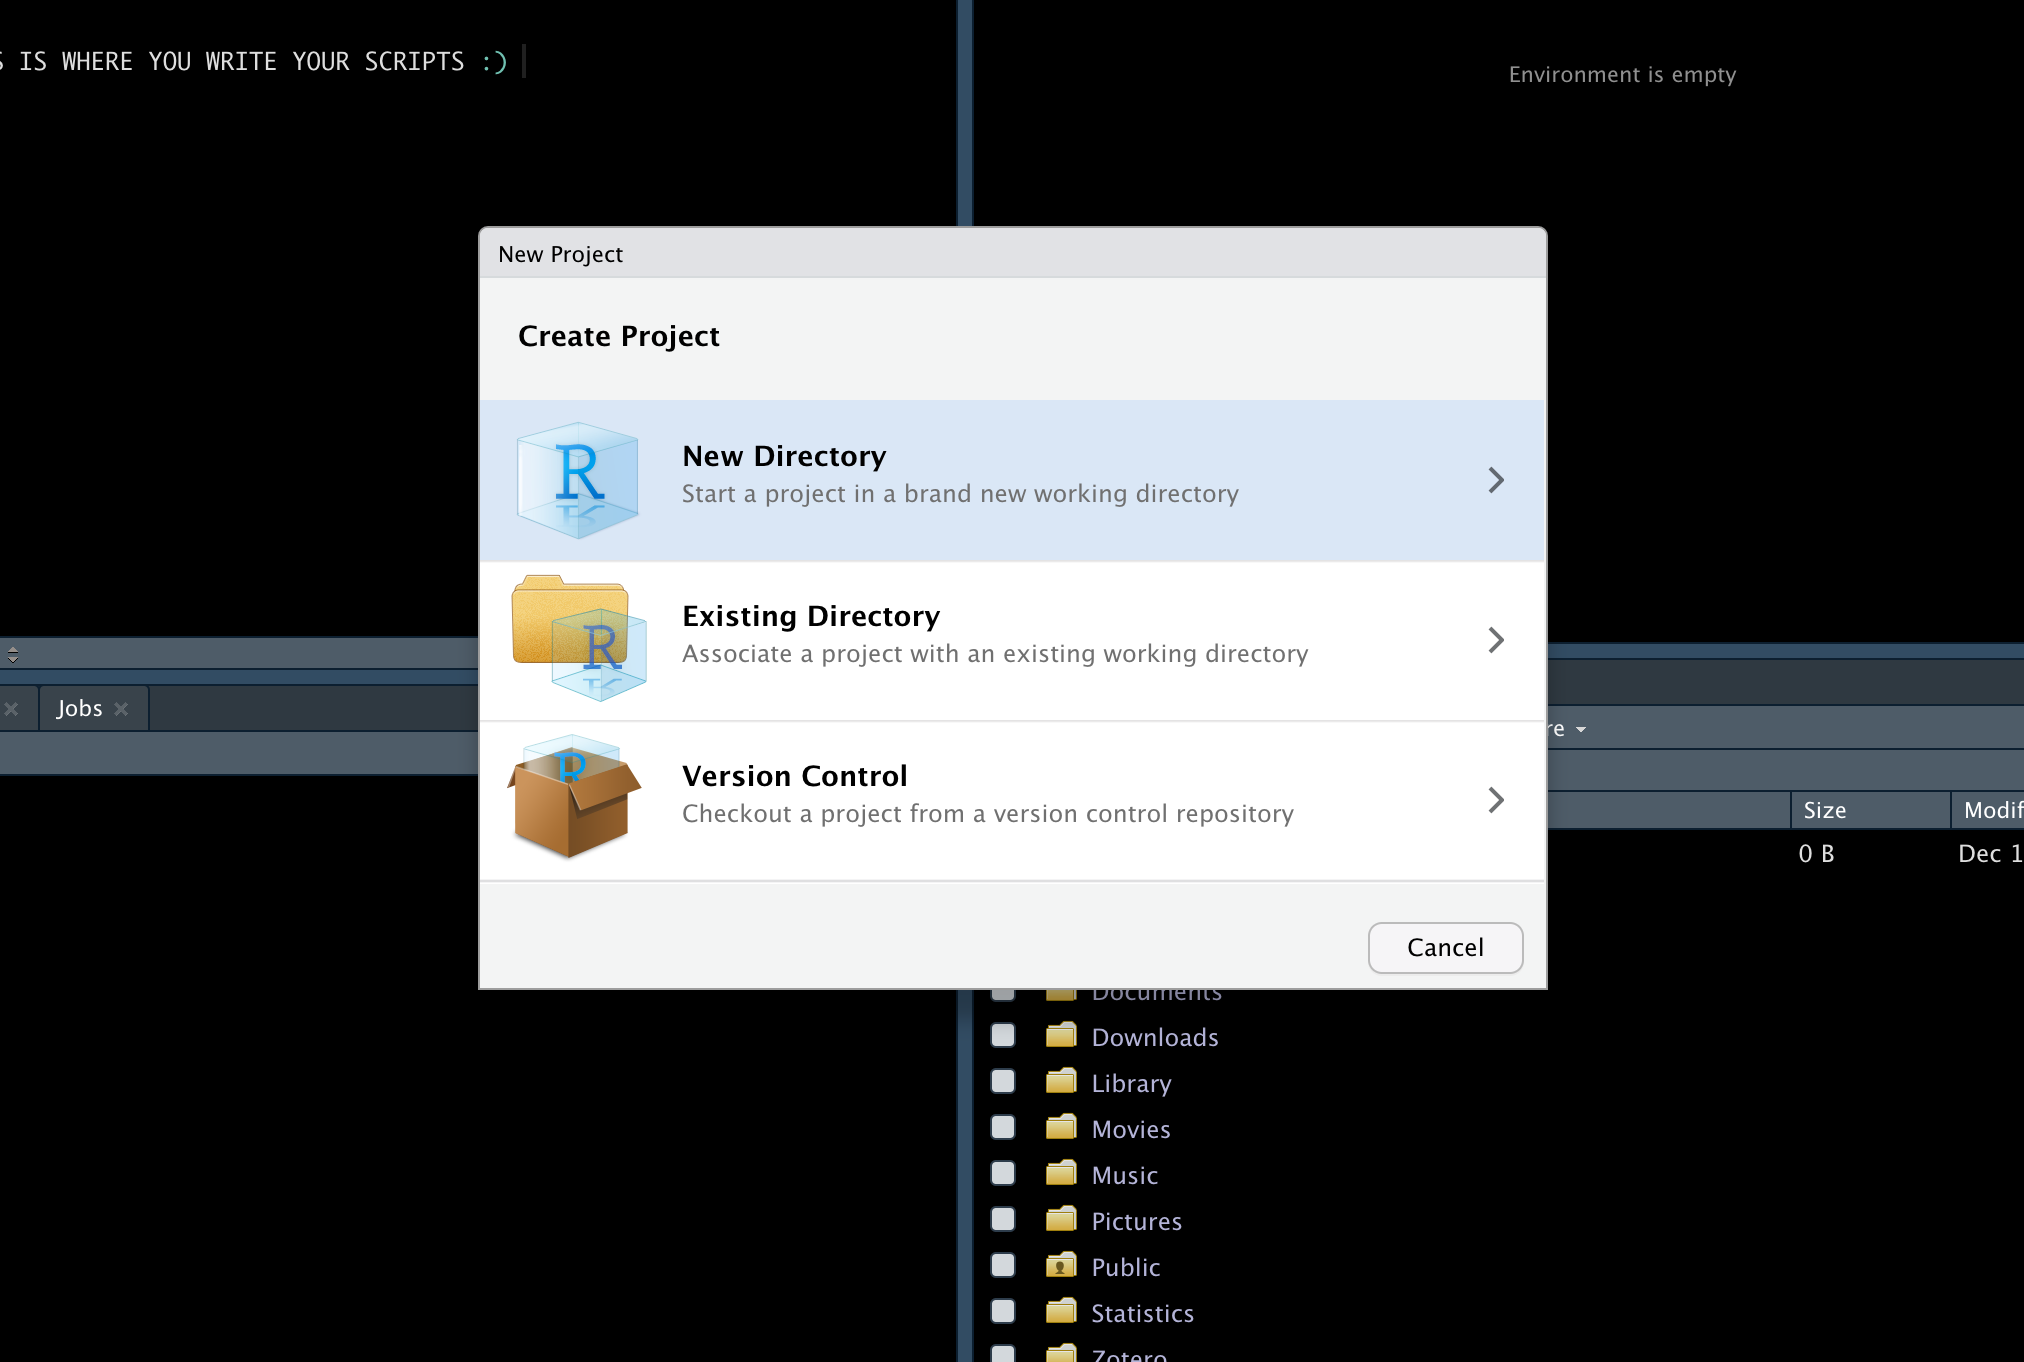 IS WHERE YOU WRITE YOUR SCRIPTS :)
Environment is empty
New Project
Create Project
R
New Directory
Start a project in a brand new working directory
R
Existing Directory
Associate a project with an existing working directory
R
Version Control
Checkout a project from a version control repository
Cancel
Jobs
Size
0 B
Dec 1
Documents
Downloads
Library
Movies
Music
Pictures
Public
Statistics
Zotero